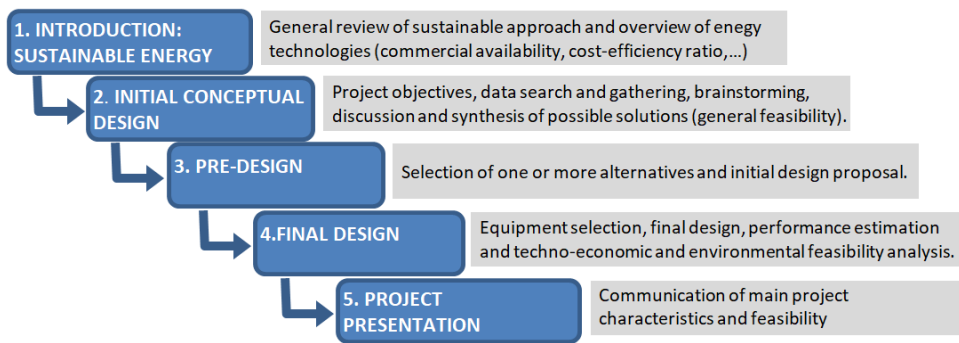 1. INTRODUCTION:
SUSTAINABLE ENERGY
General review of sustainable approach and overview of enegy
technologies (commercial availability, cost-efficiency ratio,...)
2. INITIAL CONCEPTUAL
DESIGN
Project objectives, data search and gathering, brainstorming,
discussion and synthesis of possible solutions (general feasibility).
3. PRE-DESIGN
Selection of one or more alternatives and initial design proposal.
4.FINAL DESIGN
Equipment selection, final design, performance estimation
and techno-economic and environmental feasibility analysis.
5. PROJECT
PRESENTATION
Communication of main project
characteristics and feasibility